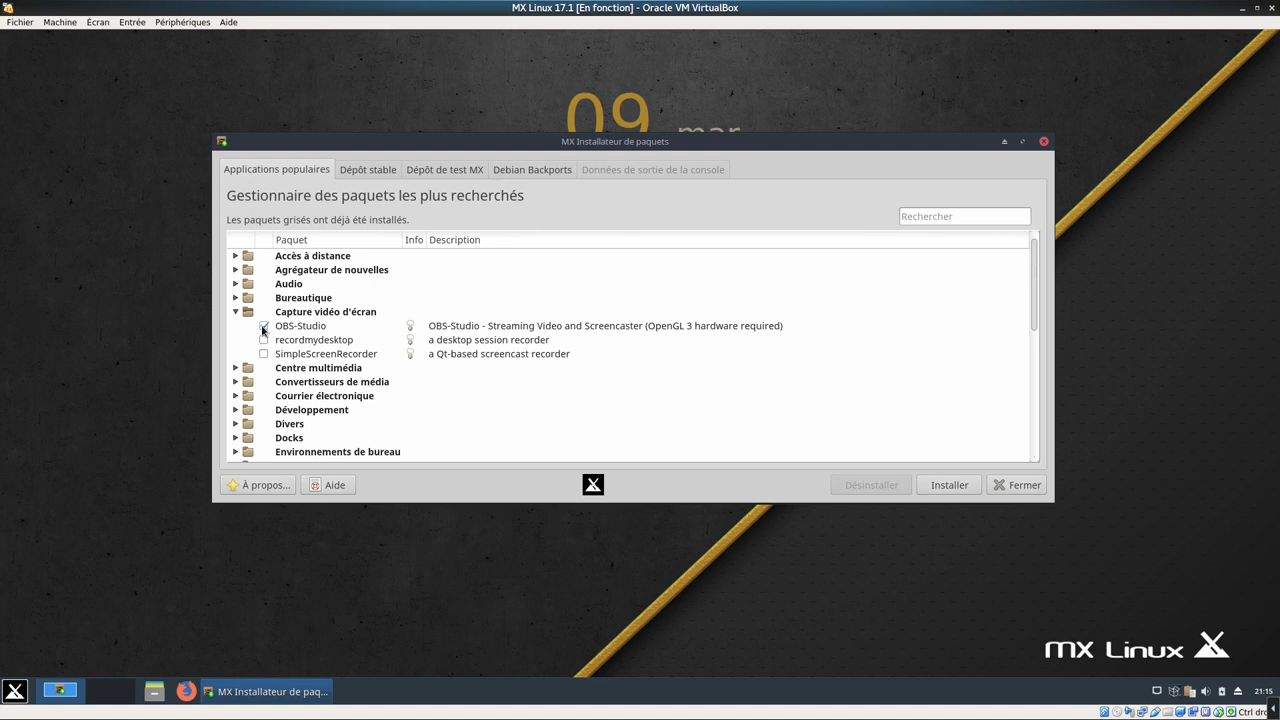 MX Linux 17.1 [En fonction] - Oracle VM VirtualBox
Fichier Machine Écran Entrée Périphériques Aide
09 mar
MX Installateur de paquets
Applications populaires Dépôt stable Dépôt de test MX Debian Backports Données de sortie de la console
Gestionnaire des paquets les plus recherchés
Les paquets grisés ont déjà été installés.
Rechercher
Paquet Info Description
Accès à distance
Agrégateur de nouvelles
Audio
Bureautique
Capture vidéo d'écran
OBS-Studio OBS-Studio - Streaming Video and Screencaster (OpenGL 3 hardware required)
recordmydesktop a desktop session recorder
SimpleScreenRecorder a Qt-based screencast recorder
Centre multimédia
Convertisseurs de média
Courrier électronique
Développement
Divers
Docks
Environnements de bureau
À propos... Aide Désinstaller Installer Fermer
MX Linux
MX Installateur de paq... 21:15
Ctrl dro